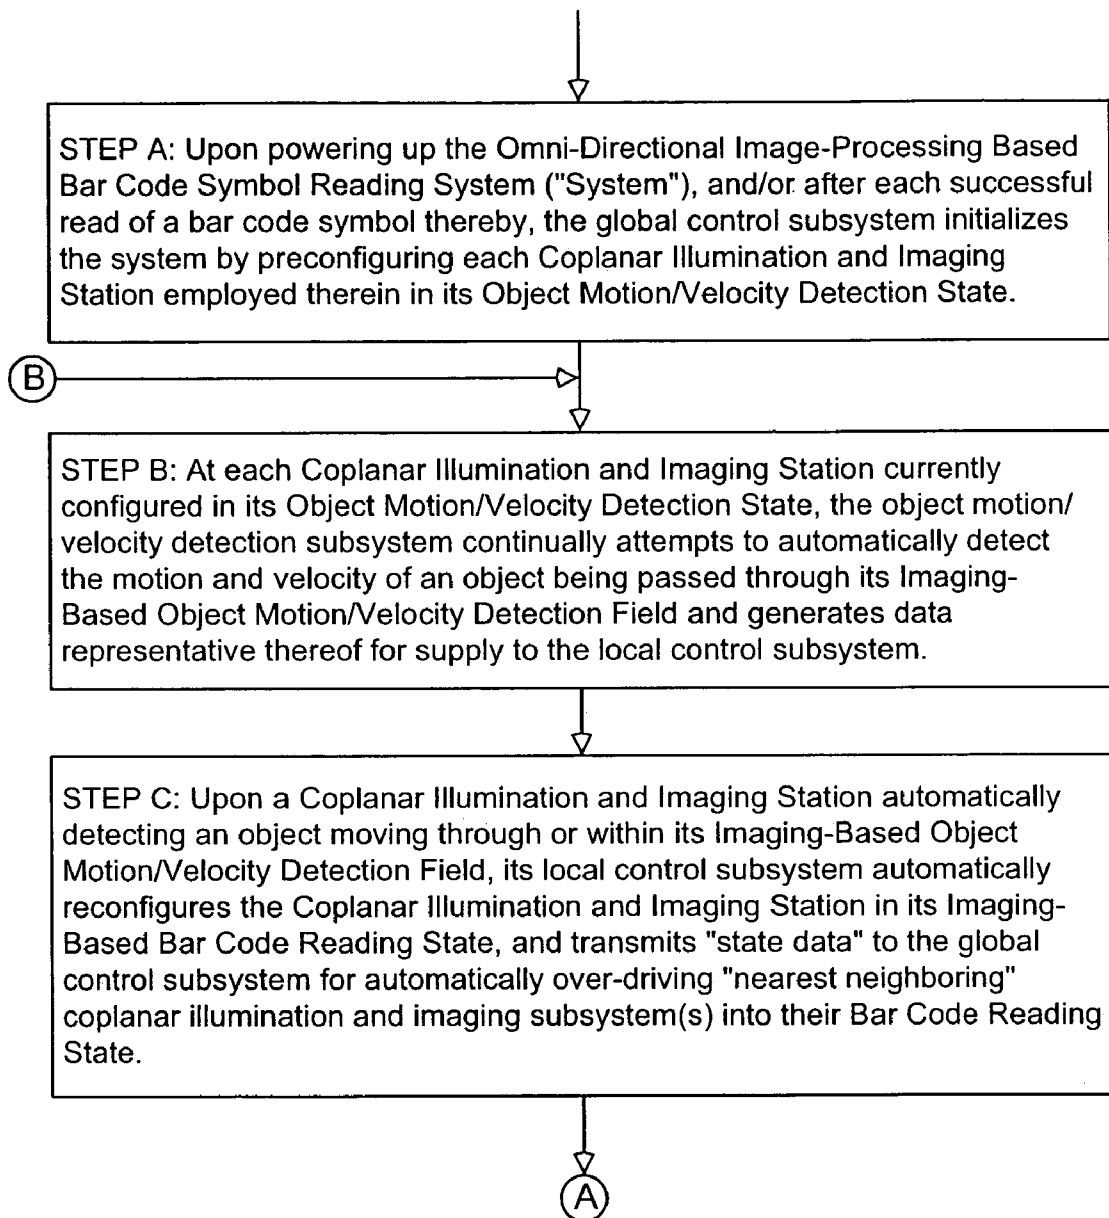 STEP A: Upon powering up the Omni-Directional Image-Processing Based
Bar Code Symbol Reading System ("System"), and/or after each successful
read of a bar code symbol thereby, the global control subsystem initializes
the system by preconfiguring each Coplanar Illumination and Imaging
Station employed therein in its Object Motion/Velocity Detection State.
B
STEP B: At each Coplanar Illumination and Imaging Station currently
configured in its Object Motion/Velocity Detection State, the object motion/
velocity detection subsystem continually attempts to automatically detect
the motion and velocity of an object being passed through its Imaging-
Based Object Motion/Velocity Detection Field and generates data
representative thereof for supply to the local control subsystem.
STEP C: Upon a Coplanar Illumination and Imaging Station automatically
detecting an object moving through or within its Imaging-Based Object
Motion/Velocity Detection Field, its local control subsystem automatically
reconfigures the Coplanar Illumination and Imaging Station in its Imaging-
Based Bar Code Reading State, and transmits "state data" to the global
control subsystem for automatically over-driving "nearest neighboring"
coplanar illumination and imaging subsystem(s) into their Bar Code Reading
State.
A